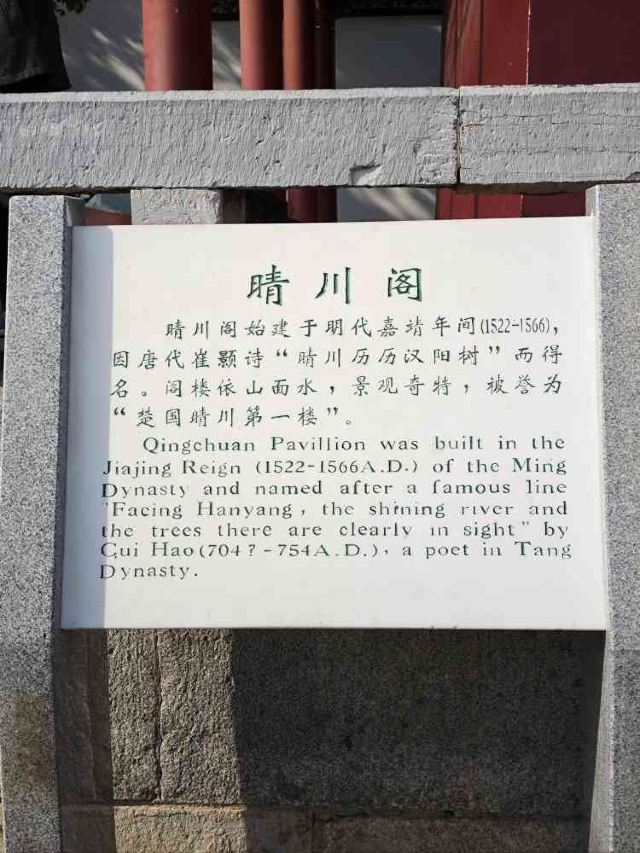 晴川阁
晴川阁始建于明代嘉靖年间(1522-1566),
因唐代崔颢诗“晴川历历汉阳树”而得
名。阁楼依山面水，景观奇特，被誉为
“楚国晴川第一楼”。
Qingchuan Pavillion was built in the
Jiajing Reign (1522-1566A.D.) of the Ming
Dynasty and named after a famous line
"Facing Hanyang, the shining river and
the trees there are clearly in sight" by
Cui Hao(704?-754A.D.), a poet in Tang
Dynasty.